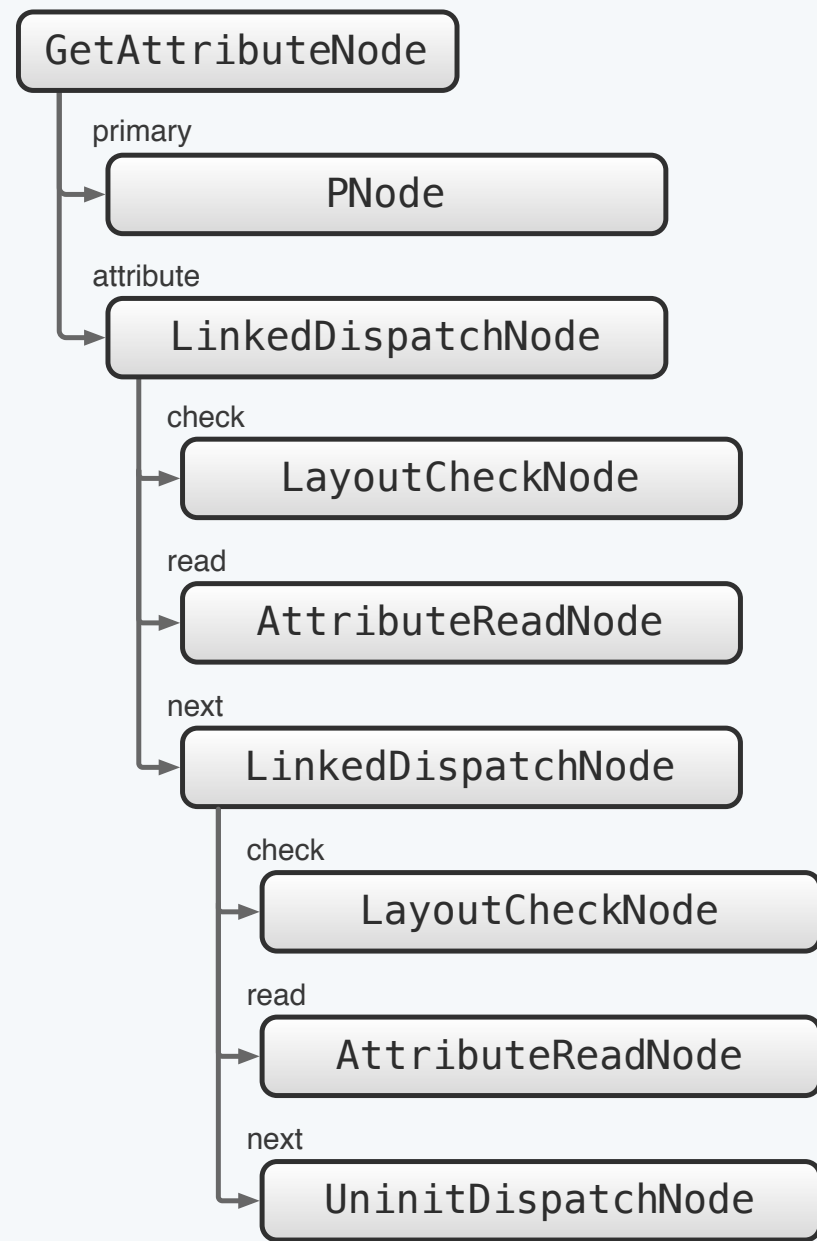 GetAttributeNode
primary
PNode
attribute
LinkedDispatchNode
check
LayoutCheckNode
read
AttributeReadNode
next
LinkedDispatchNode
check
LayoutCheckNode
read
AttributeReadNode
next
UninitDispatchNode